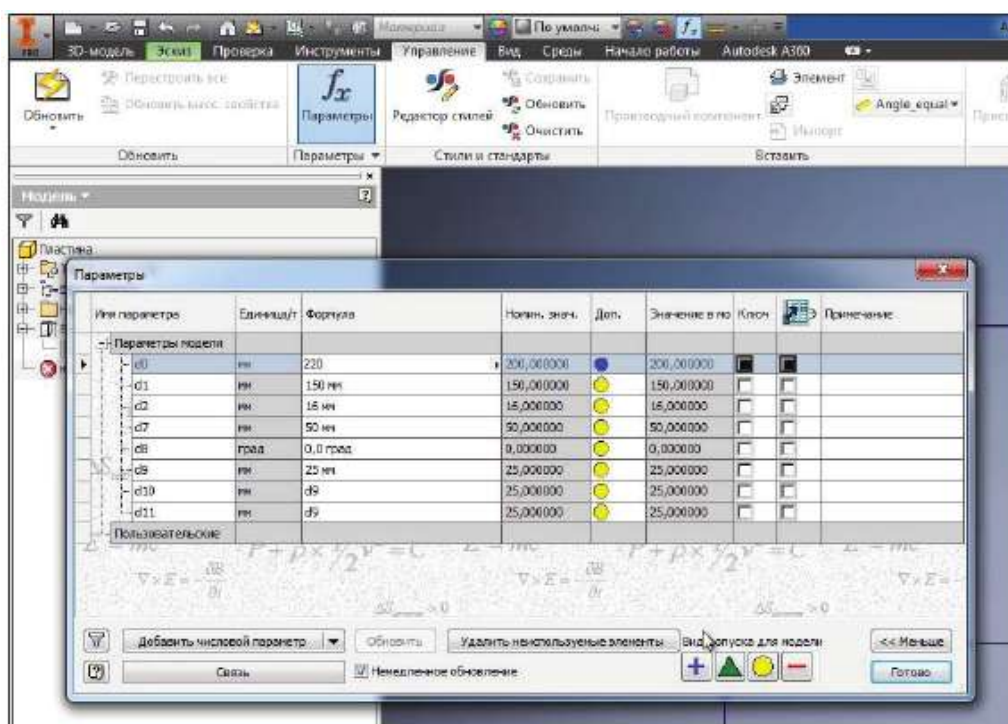 PRO
По умолч
3D-модель Эскиз Проверка Инструменты Управление Вид Среды Начало работы Autodesk A360
Обновить
Перестроить все
Обновить масс. свойства
Параметры
Редактор стилей
Сохранить
Обновить
Очистить
Производный компонент
Элемент
Импорт
Angle_equal
Обновить Параметры Стили и стандарты Вставить
Модель
Пластина
Параметры
Имя параметра Единица/т Формула Номин. знач. Доп. Значение в мо Ключ Э Примечание
Параметры модели
d0 мм 220 200,000000 200,000000
d1 мм 150 мм 150,000000 150,000000
d2 мм 16 мм 16,000000 16,000000
d7 мм 50 мм 50,000000 50,000000
d8 град 0,0 град 0,000000 0,000000
d9 мм 25 мм 25,000000 25,000000
d10 мм d9 25,000000 25,000000
d11 мм d9 25,000000 25,000000
Пользовательские
Добавить числовой параметр Обновить Удалить неиспользуемые элементы Вид допуска для модели << Меньше
Связь Немедленное обновление Готово